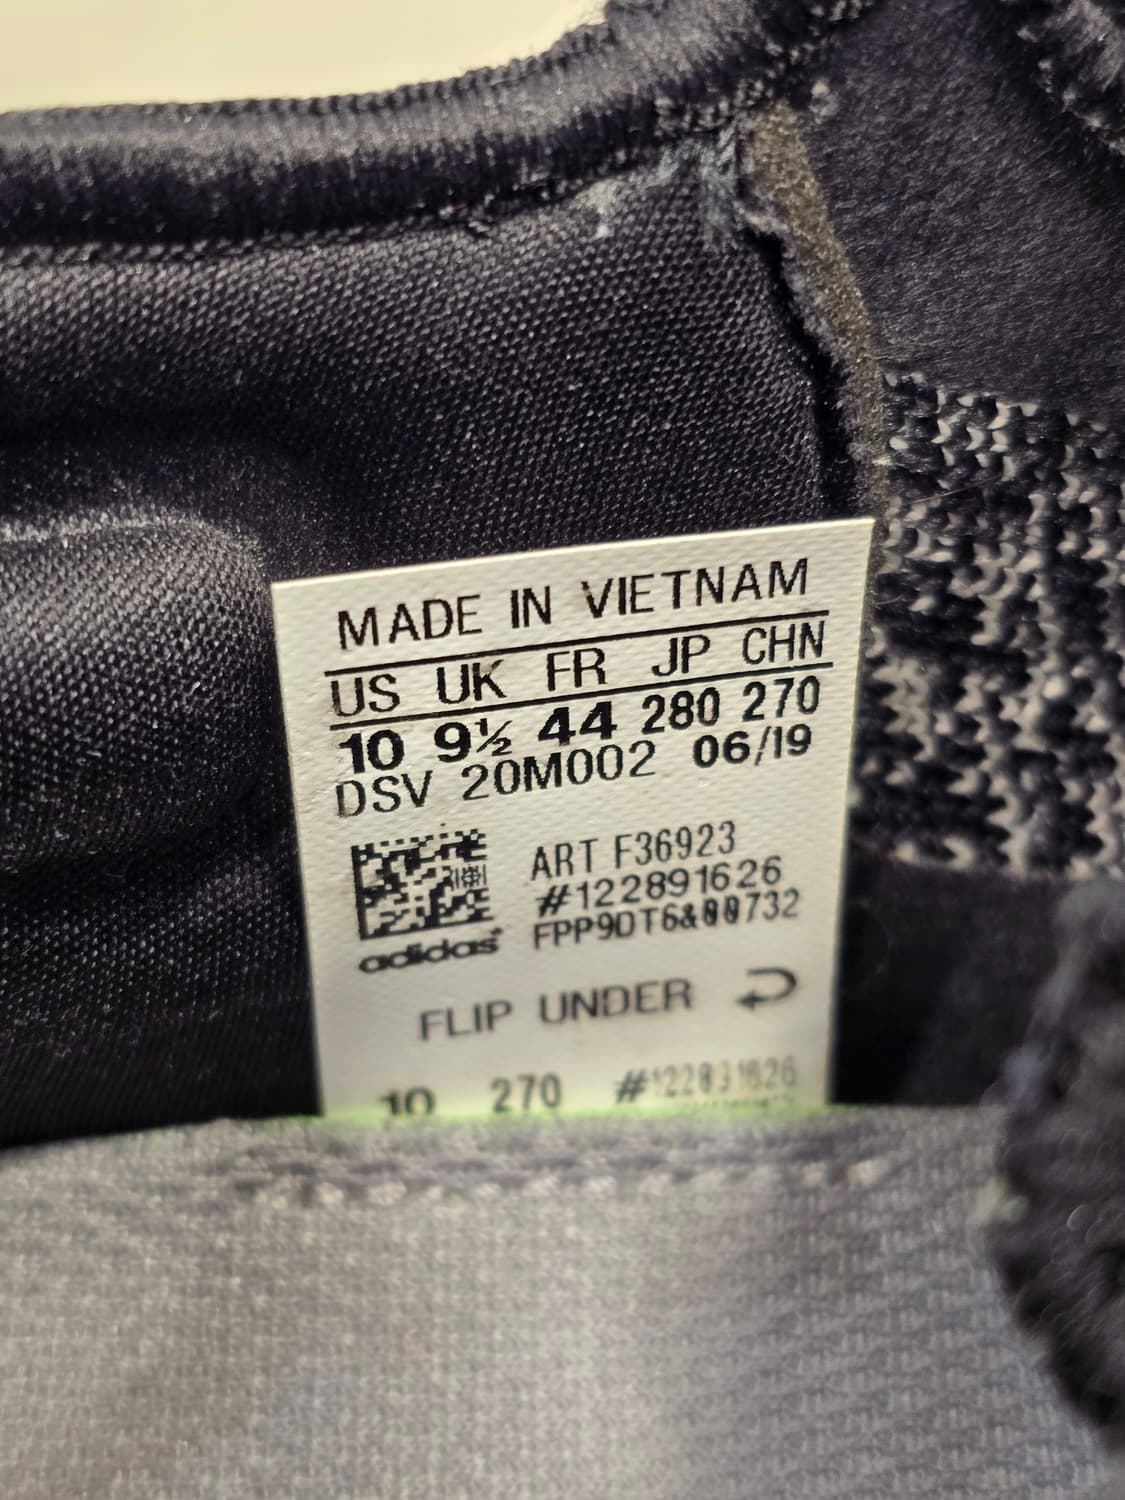 MADE IN VIETNAM
US UK FR JP CHN
10 9½ 44 280 270
DSV 20M002 06/19
ART F36923
#122891626
adidas
FLIP UNDER
10 270 #122891626